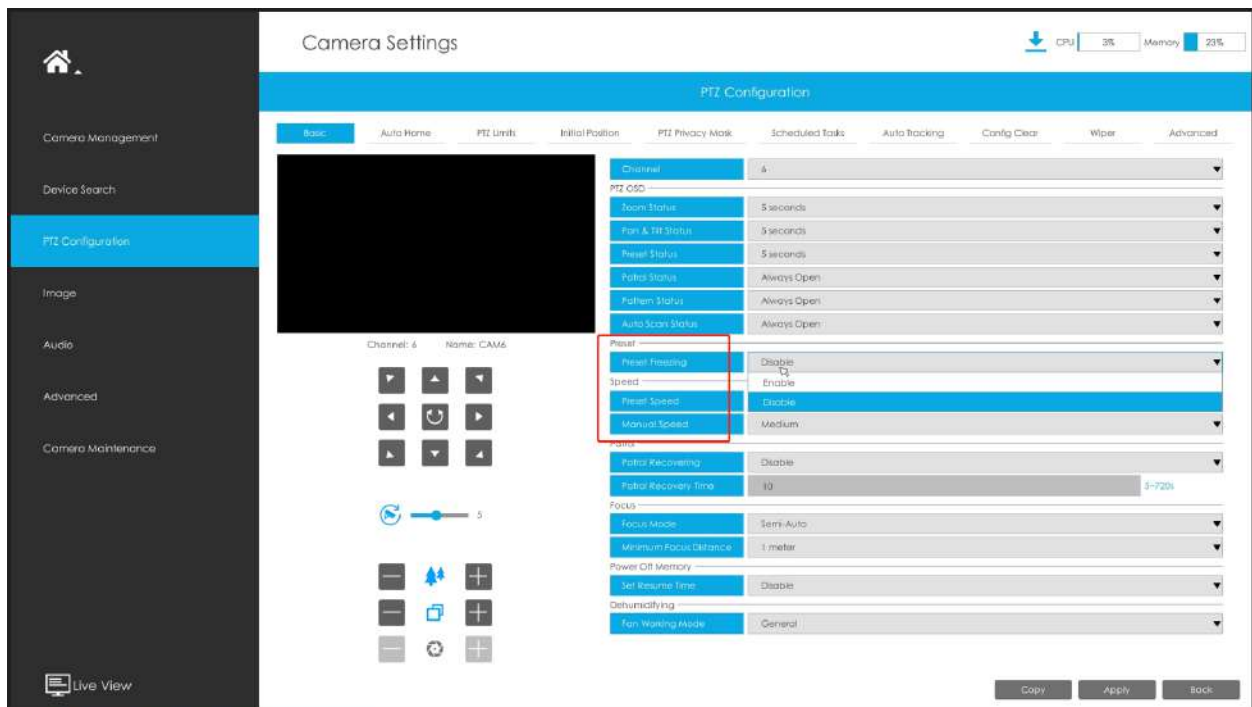 Camera Settings
CPU 3% Memory 23%
PTZ Configuration
Camera Management
Device Search
PTZ Configuration
Image
Audio
Advanced
Camera Maintenance
Live View
Basic Auto Home PTZ Limits Initial Position PTZ Privacy Mask Scheduled Tasks Auto Tracking Config Clear Wiper Advanced
Channel: 6 Name: CAM6
5
Channel 6
PTZ OSD
Zoom Status 5 seconds
Pan & Tilt Status 5 seconds
Preset Status 5 seconds
Patrol Status Always Open
Pattern Status Always Open
Auto Scan Status Always Open
Preset
Preset Freezing Disable
Speed Enable
Preset Speed Disable
Manual Speed Medium
Patrol
Patrol Recovering Disable
Patrol Recovery Time 10 5~720s
Focus
Focus Mode Semi-Auto
Minimum Focus Distance 1 meter
Power Off Memory
Set Resume Time Disable
Dehumidifying
Fan Working Mode General
Copy Apply Back